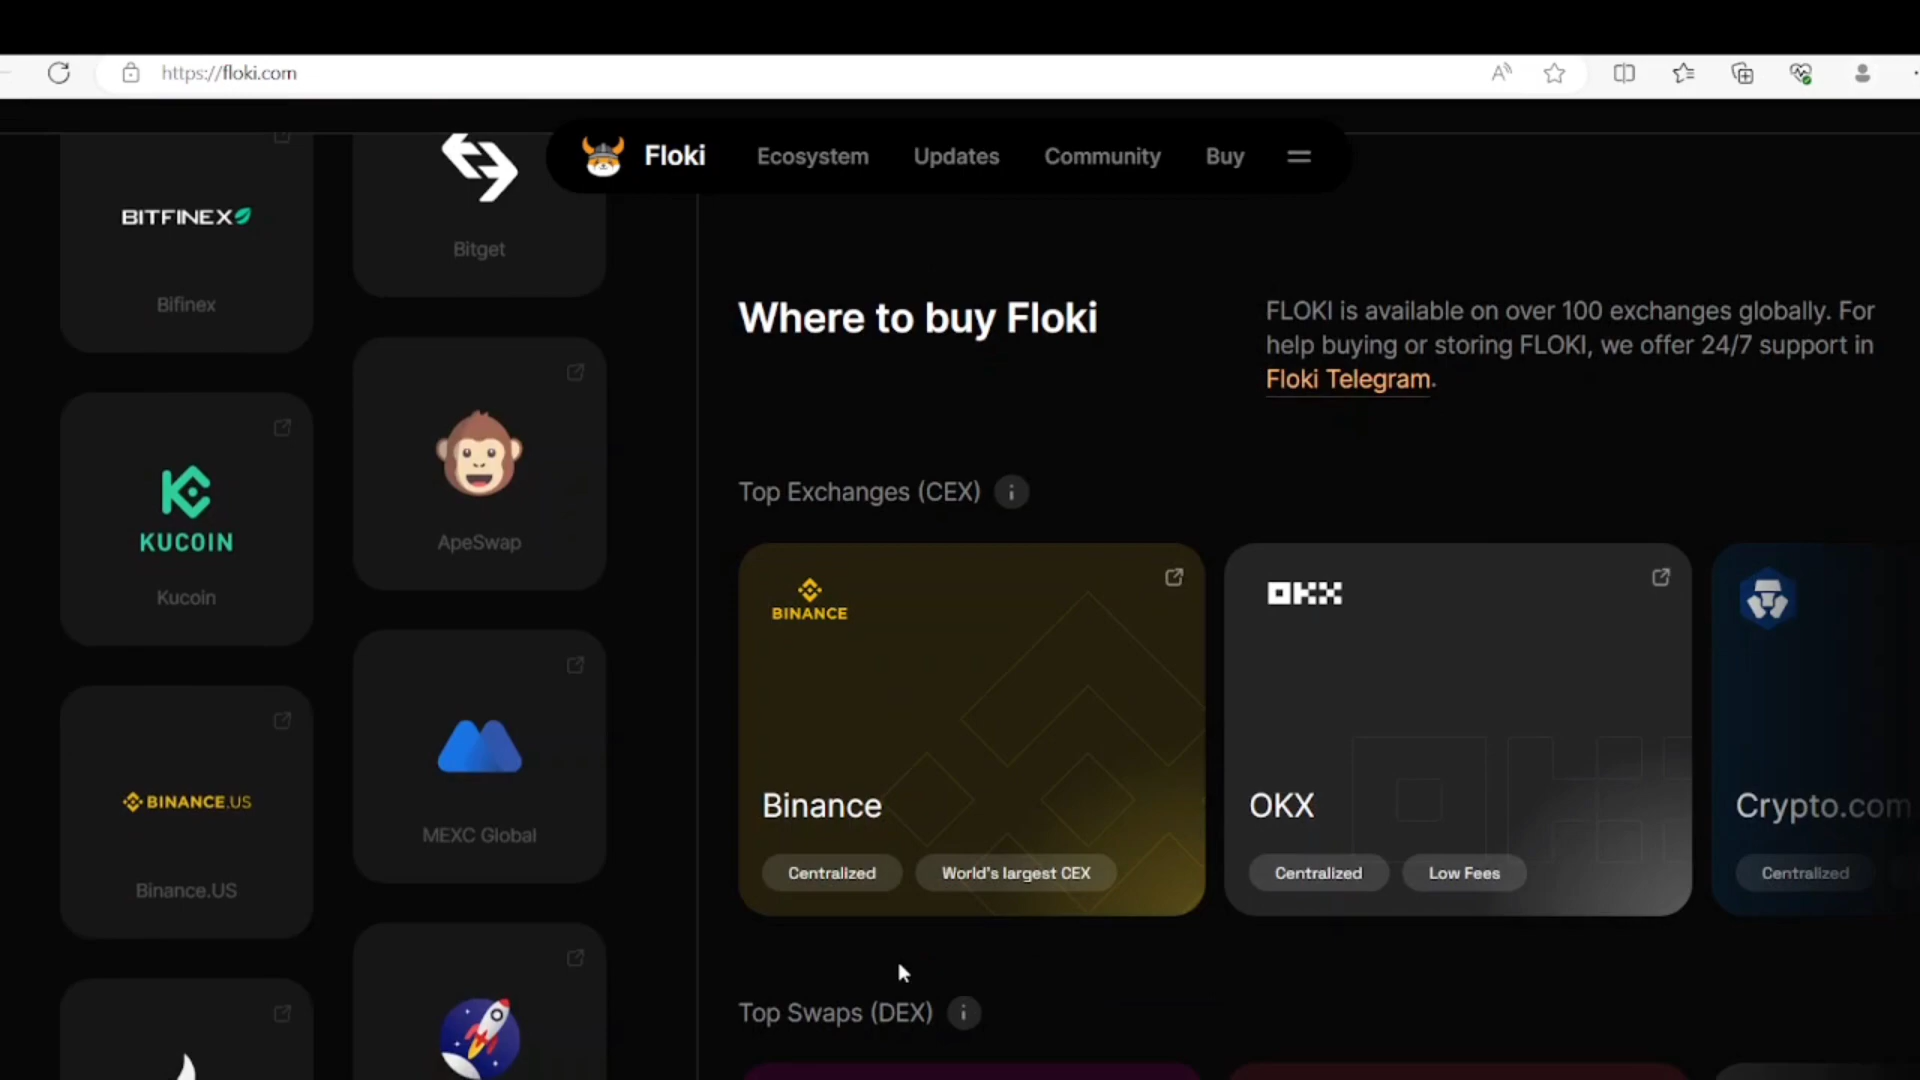 https://floki.com
Floki
Ecosystem
Updates
Community
Buy
BITFINEX
Bifinex
Bitget
KUCOIN
Kucoin
ApeSwap
BINANCE.US
Binance.US
MEXC Global
Where to buy Floki
FLOKI is available on over 100 exchanges globally. For
help buying or storing FLOKI, we offer 24/7 support in
Floki Telegram.
Top Exchanges (CEX)
BINANCE
Binance
Centralized
World's largest CEX
OKX
OKX
Centralized
Low Fees
Crypto.com
Centralized
Top Swaps (DEX)